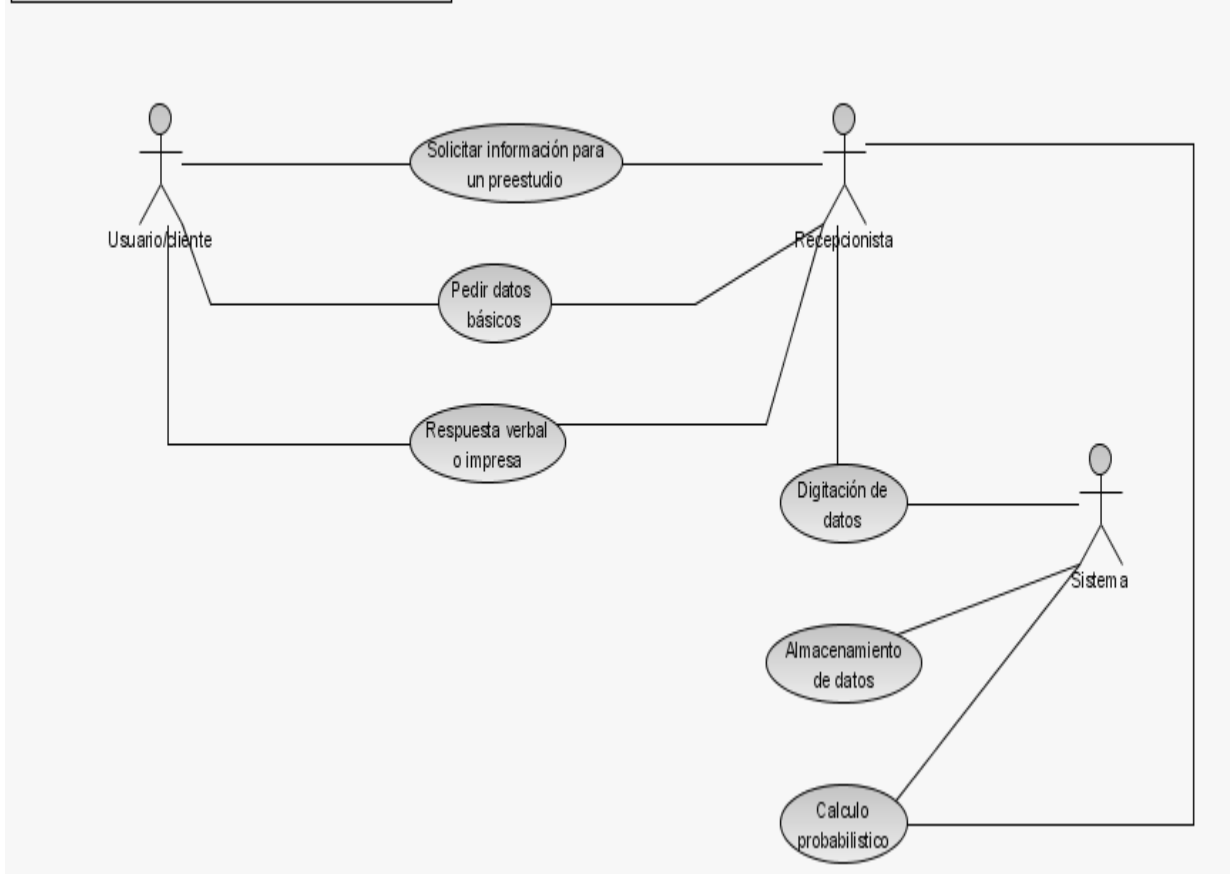 Solicitar información para
un preestudio
Usuario/cliente
Recepcionista
Pedir datos
básicos
Respuesta verbal
o impresa
Digitación de
datos
Sistema
Almacenamiento
de datos
Calculo
probabilistico